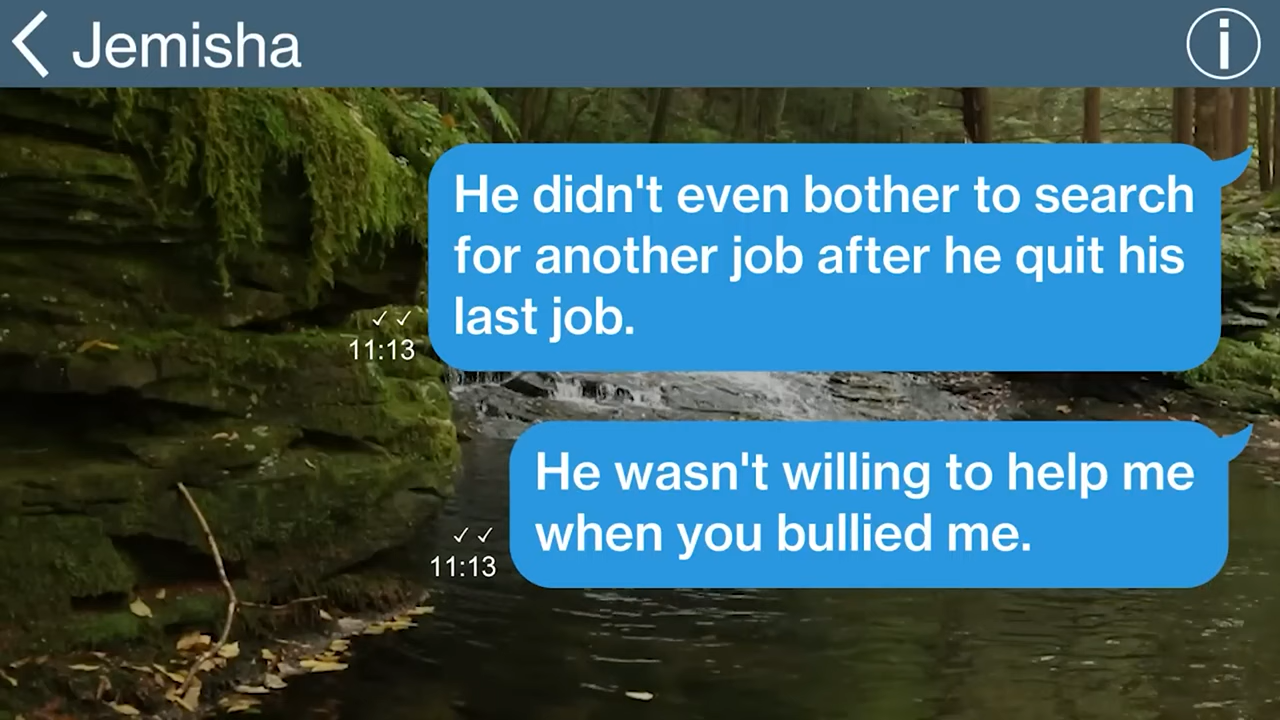 Jemisha
He didn't even bother to search
for another job after he quit his
last job.
11:13
He wasn't willing to help me
when you bullied me.
11:13